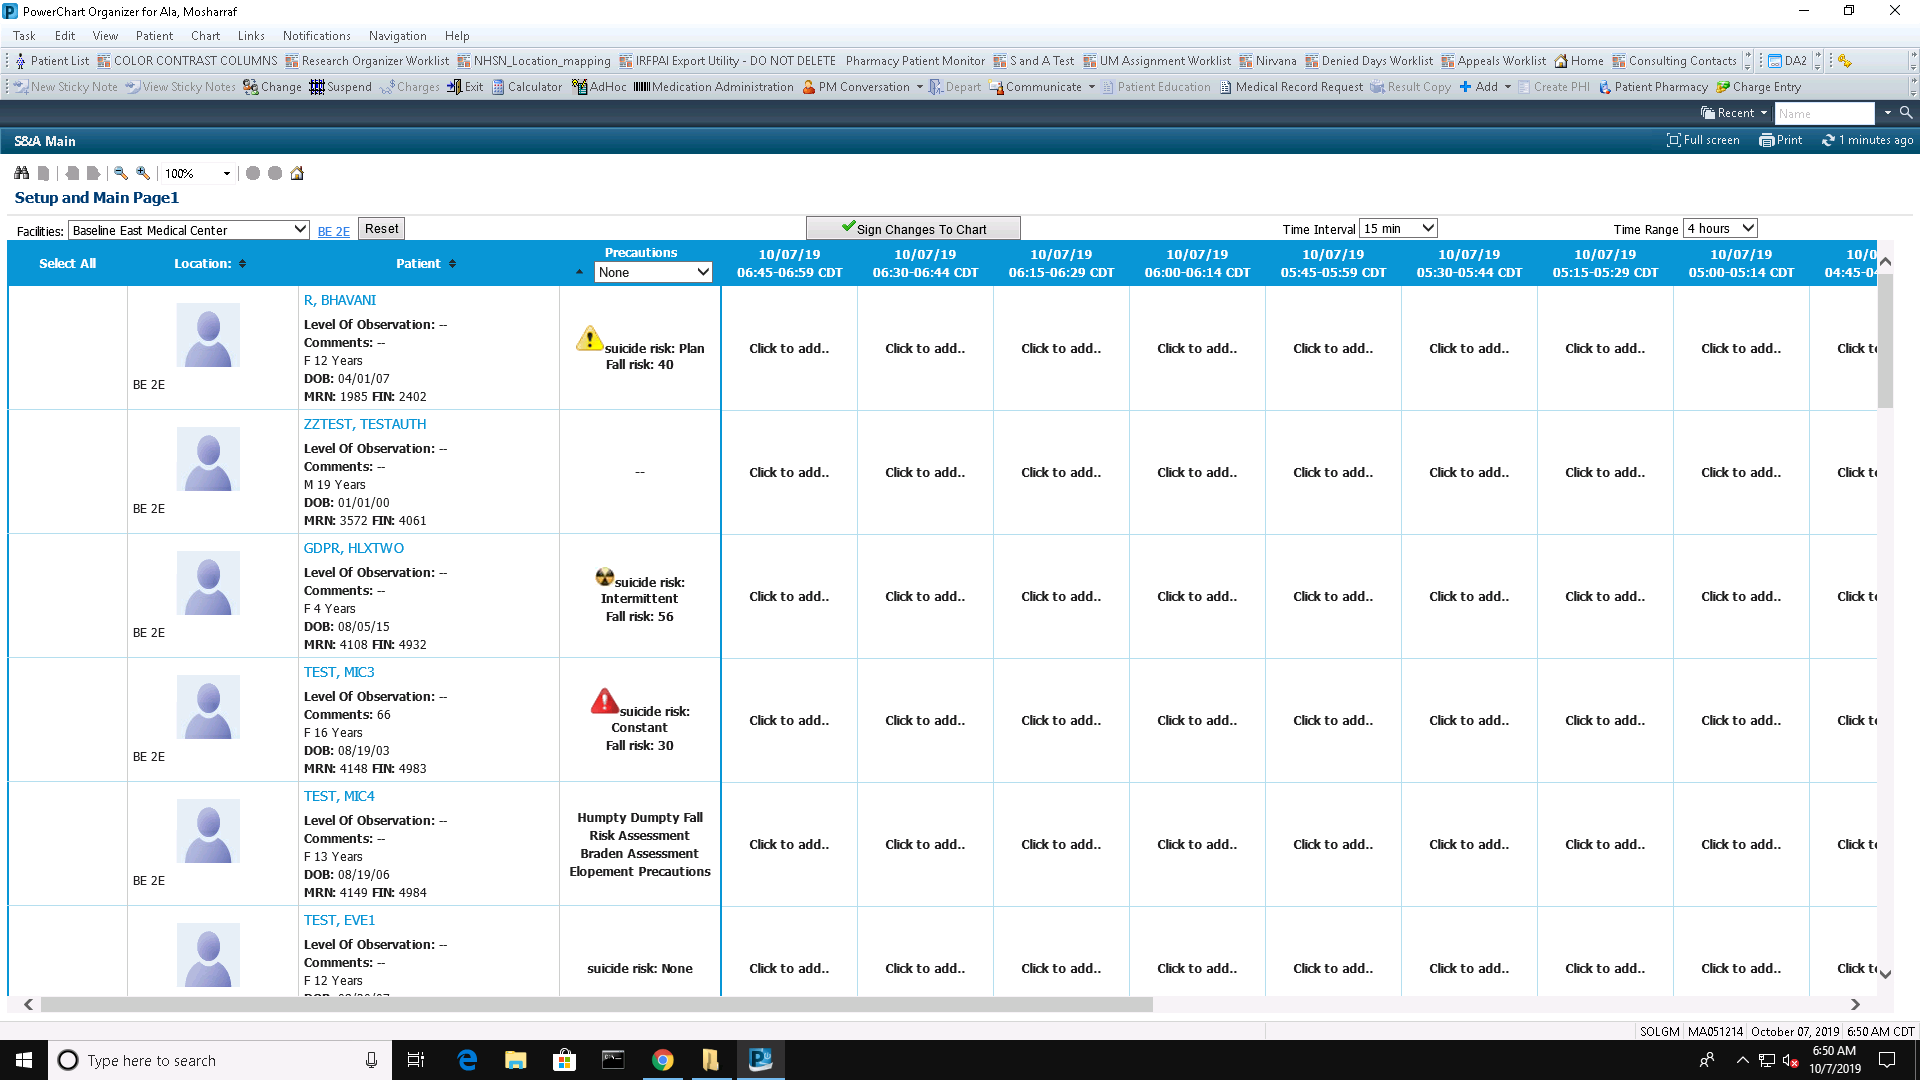 PowerChart Organizer for Ala, Mosharraf
Task Edit View Patient Chart Links Notifications Navigation Help
Patient List COLOR CONTRAST COLUMNS Research Organizer Worklist NHSN_Location_mapping IRFPAI Export Utility - DO NOT DELETE Pharmacy Patient Monitor S and A Test UM Assignment Worklist Nirvana Denied Days Worklist Appeals Worklist Home Consulting Contacts DA2
New Sticky Note View Sticky Notes Change Suspend Charges Exit Calculator AdHoc Medication Administration PM Conversation Depart Communicate Patient Education Medical Record Request Result Copy Add Create PHI Patient Pharmacy Charge Entry
Recent Name
S&A Main Full screen Print 1 minutes ago
100%
Setup and Main Page1
Facilities: Baseline East Medical Center BE 2E Reset Sign Changes To Chart Time Interval 15 min Time Range 4 hours
Select All Location: Patient Precautions None
10/07/19 10/07/19 10/07/19 10/07/19 10/07/19 10/07/19 10/07/19 10/07/19 10/0
06:45-06:59 CDT 06:30-06:44 CDT 06:15-06:29 CDT 06:00-06:14 CDT 05:45-05:59 CDT 05:30-05:44 CDT 05:15-05:29 CDT 05:00-05:14 CDT 04:45-04
BE 2E
R, BHAVANI
Level Of Observation: --
Comments: --
F 12 Years
DOB: 04/01/07
MRN: 1985 FIN: 2402
suicide risk: Plan
Fall risk: 40
Click to add.. Click to add.. Click to add.. Click to add.. Click to add.. Click to add.. Click to add.. Click to add.. Click to
BE 2E
ZZTEST, TESTAUTH
Level Of Observation: --
Comments: --
M 19 Years
DOB: 01/01/00
MRN: 3572 FIN: 4061
--
Click to add.. Click to add.. Click to add.. Click to add.. Click to add.. Click to add.. Click to add.. Click to add.. Click to
BE 2E
GDPR, HLXTWO
Level Of Observation: --
Comments: --
F 4 Years
DOB: 08/05/15
MRN: 4108 FIN: 4932
suicide risk:
Intermittent
Fall risk: 56
Click to add.. Click to add.. Click to add.. Click to add.. Click to add.. Click to add.. Click to add.. Click to add.. Click to
BE 2E
TEST, MIC3
Level Of Observation: --
Comments: 66
F 16 Years
DOB: 08/19/03
MRN: 4148 FIN: 4983
suicide risk:
Constant
Fall risk: 30
Click to add.. Click to add.. Click to add.. Click to add.. Click to add.. Click to add.. Click to add.. Click to add.. Click to
BE 2E
TEST, MIC4
Level Of Observation: --
Comments: --
F 13 Years
DOB: 08/19/06
MRN: 4149 FIN: 4984
Humpty Dumpty Fall
Risk Assessment
Braden Assessment
Elopement Precautions
Click to add.. Click to add.. Click to add.. Click to add.. Click to add.. Click to add.. Click to add.. Click to add.. Click to
TEST, EVE1
Level Of Observation: --
Comments: --
F 12 Years
suicide risk: None
Click to add.. Click to add.. Click to add.. Click to add.. Click to add.. Click to add.. Click to add.. Click to add.. Click to
SOLGM MA051214 October 07, 2019 6:50 AM CDT
Type here to search
6:50 AM
10/7/2019